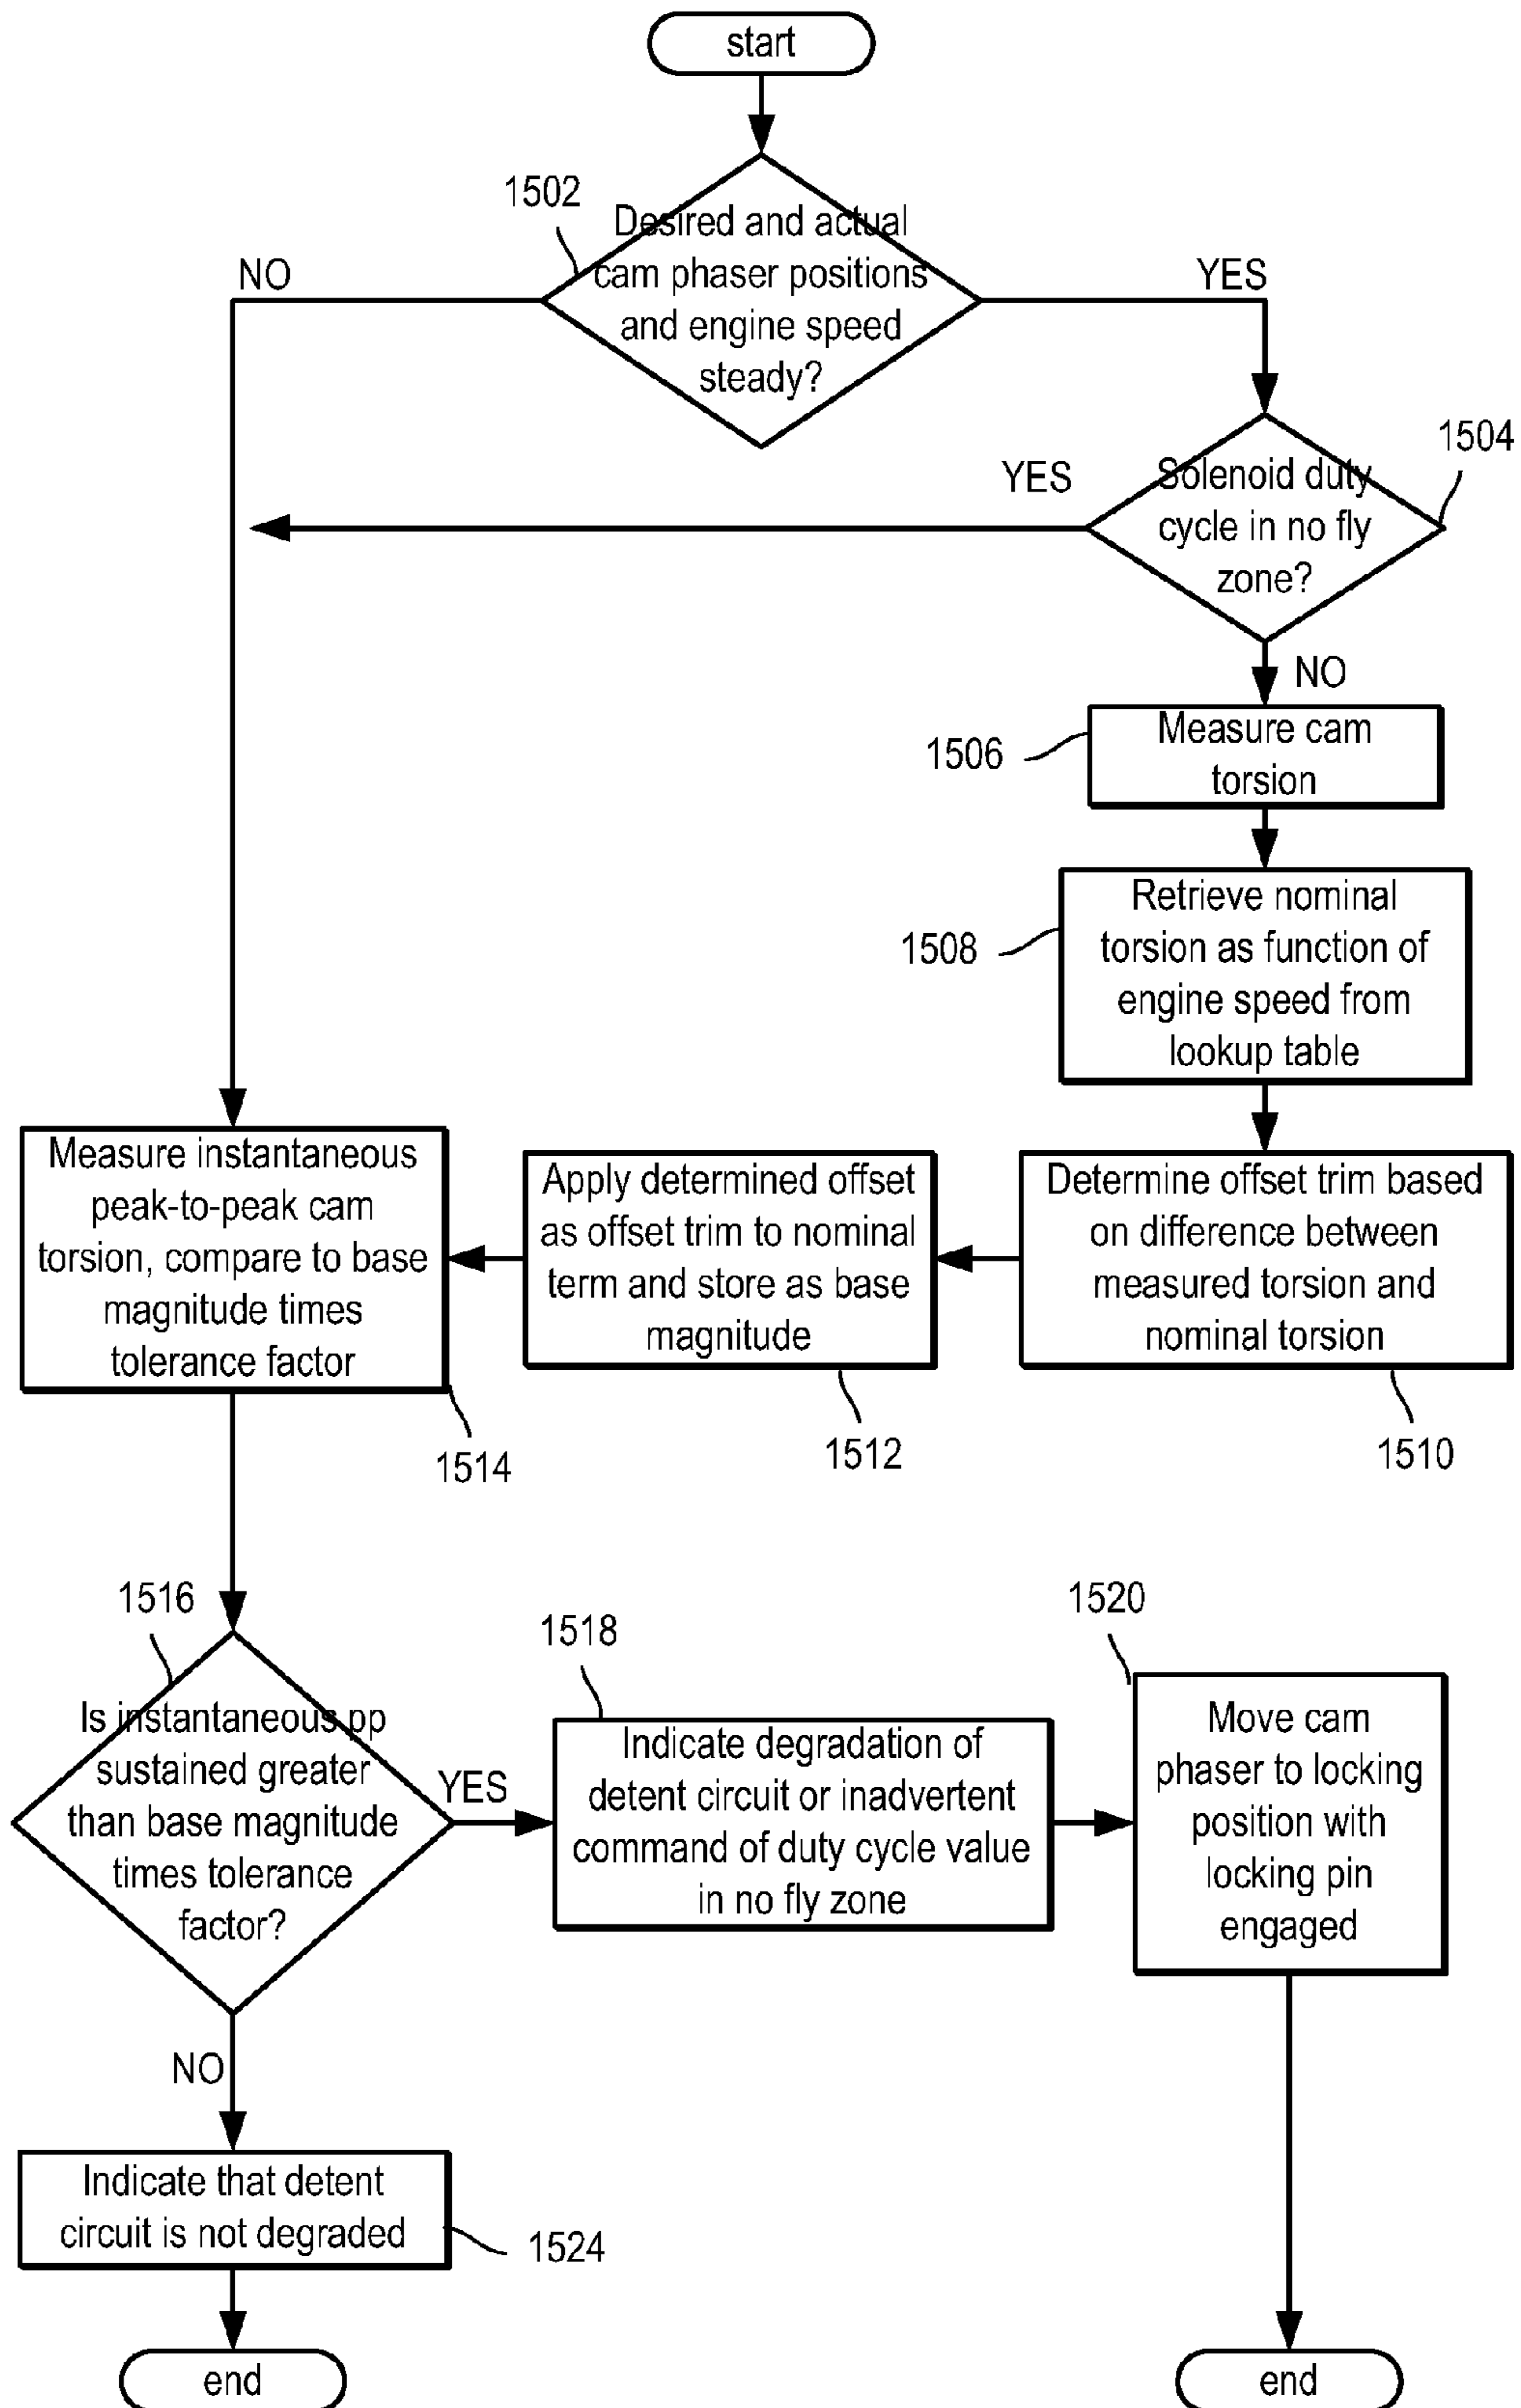 start
1502
Desired and actual
cam phaser positions
and engine speed
steady?
NO
YES
1504
YES
Solenoid duty
cycle in no fly
zone?
NO
1506
Measure cam
torsion
1508
Retrieve nominal
torsion as function of
engine speed from
lookup table
Measure instantaneous
peak-to-peak cam
torsion, compare to base
magnitude times
tolerance factor
Apply determined offset
as offset trim to nominal
term and store as base
magnitude
Determine offset trim based
on difference between
measured torsion and
nominal torsion
1514
1512
1510
1516
1518
1520
Is instantaneous pp
sustained greater
than base magnitude
times tolerance
factor?
YES
Indicate degradation of
detent circuit or inadvertent
command of duty cycle value
in no fly zone
Move cam
phaser to locking
position with
locking pin
engaged
NO
Indicate that detent
circuit is not degraded
1524
end
end